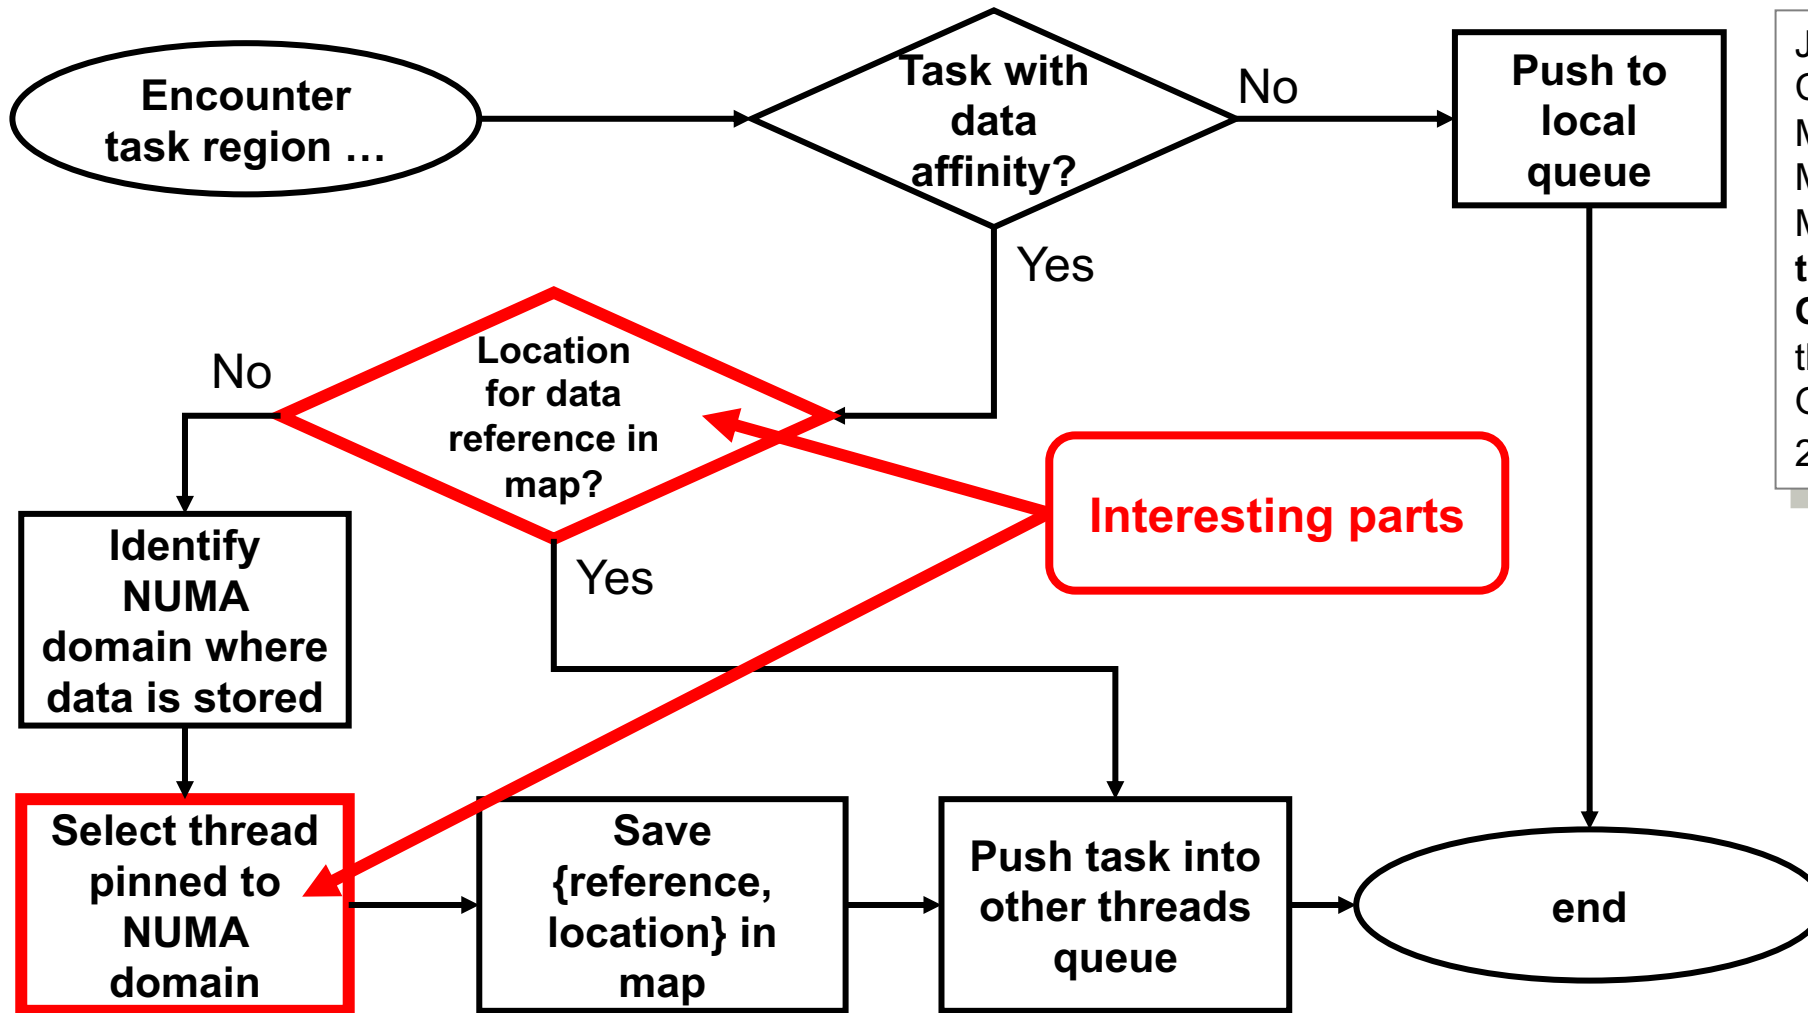 Encounter
task region …
Task with
data
affinity?
No
Push to
local
queue
Yes
Location
for data
reference in
map?
No
Yes
Interesting parts
Identify
NUMA
domain where
data is stored
Select thread
pinned to
NUMA
domain
Save
{reference,
location} in
map
Push task into
other threads
queue
end